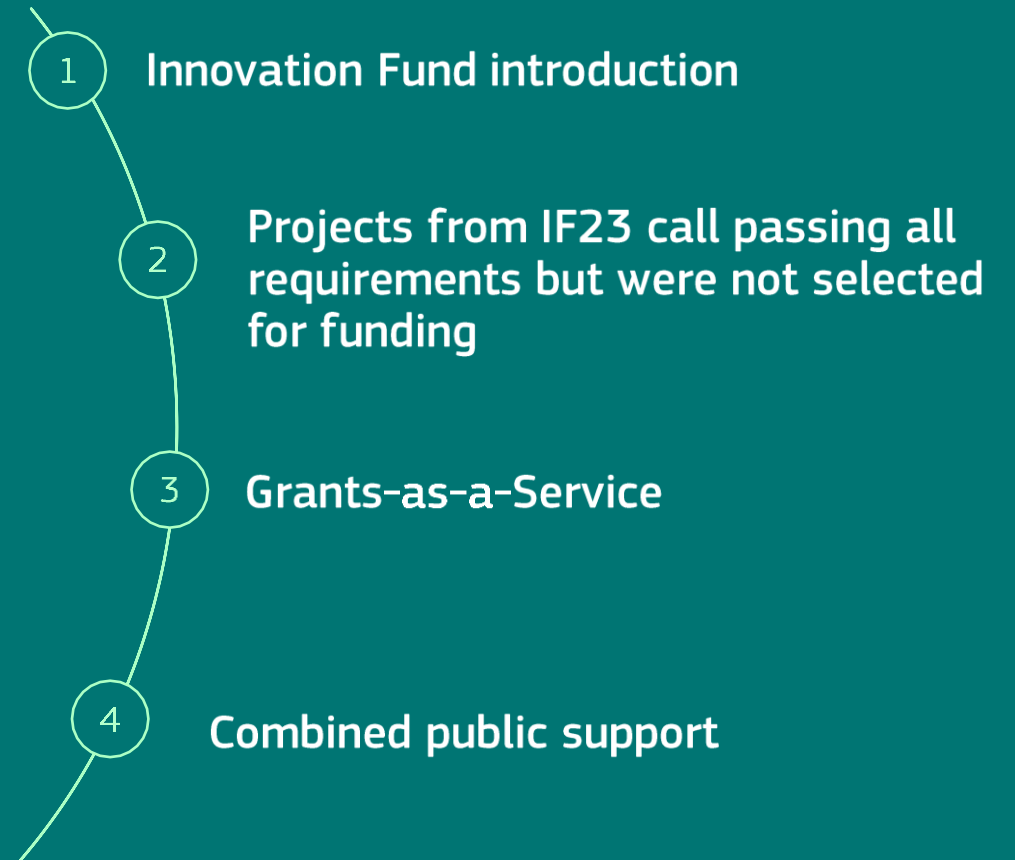 1
Innovation Fund introduction
2
Projects from IF23 call passing all
requirements but were not selected
for funding
3
Grants-as-a-Service
4
Combined public support